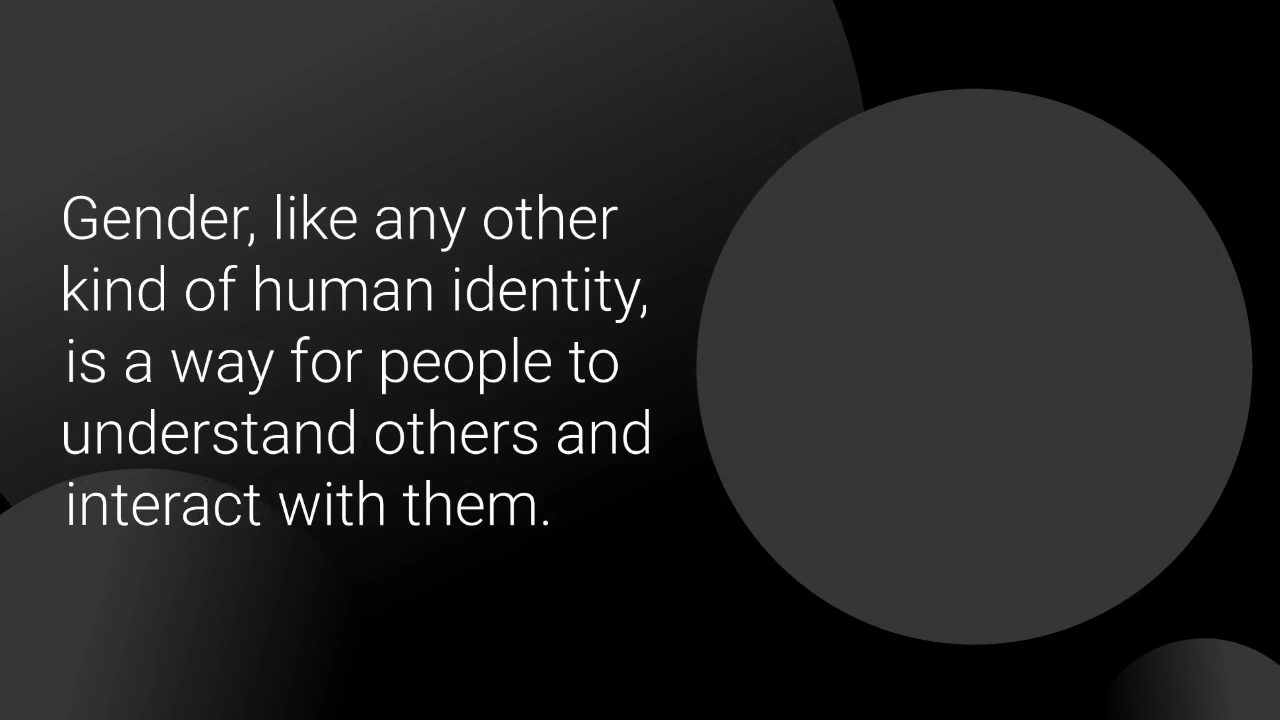 Gender, like any other
kind of human identity,
is a way for people to
understand others and
interact with them.